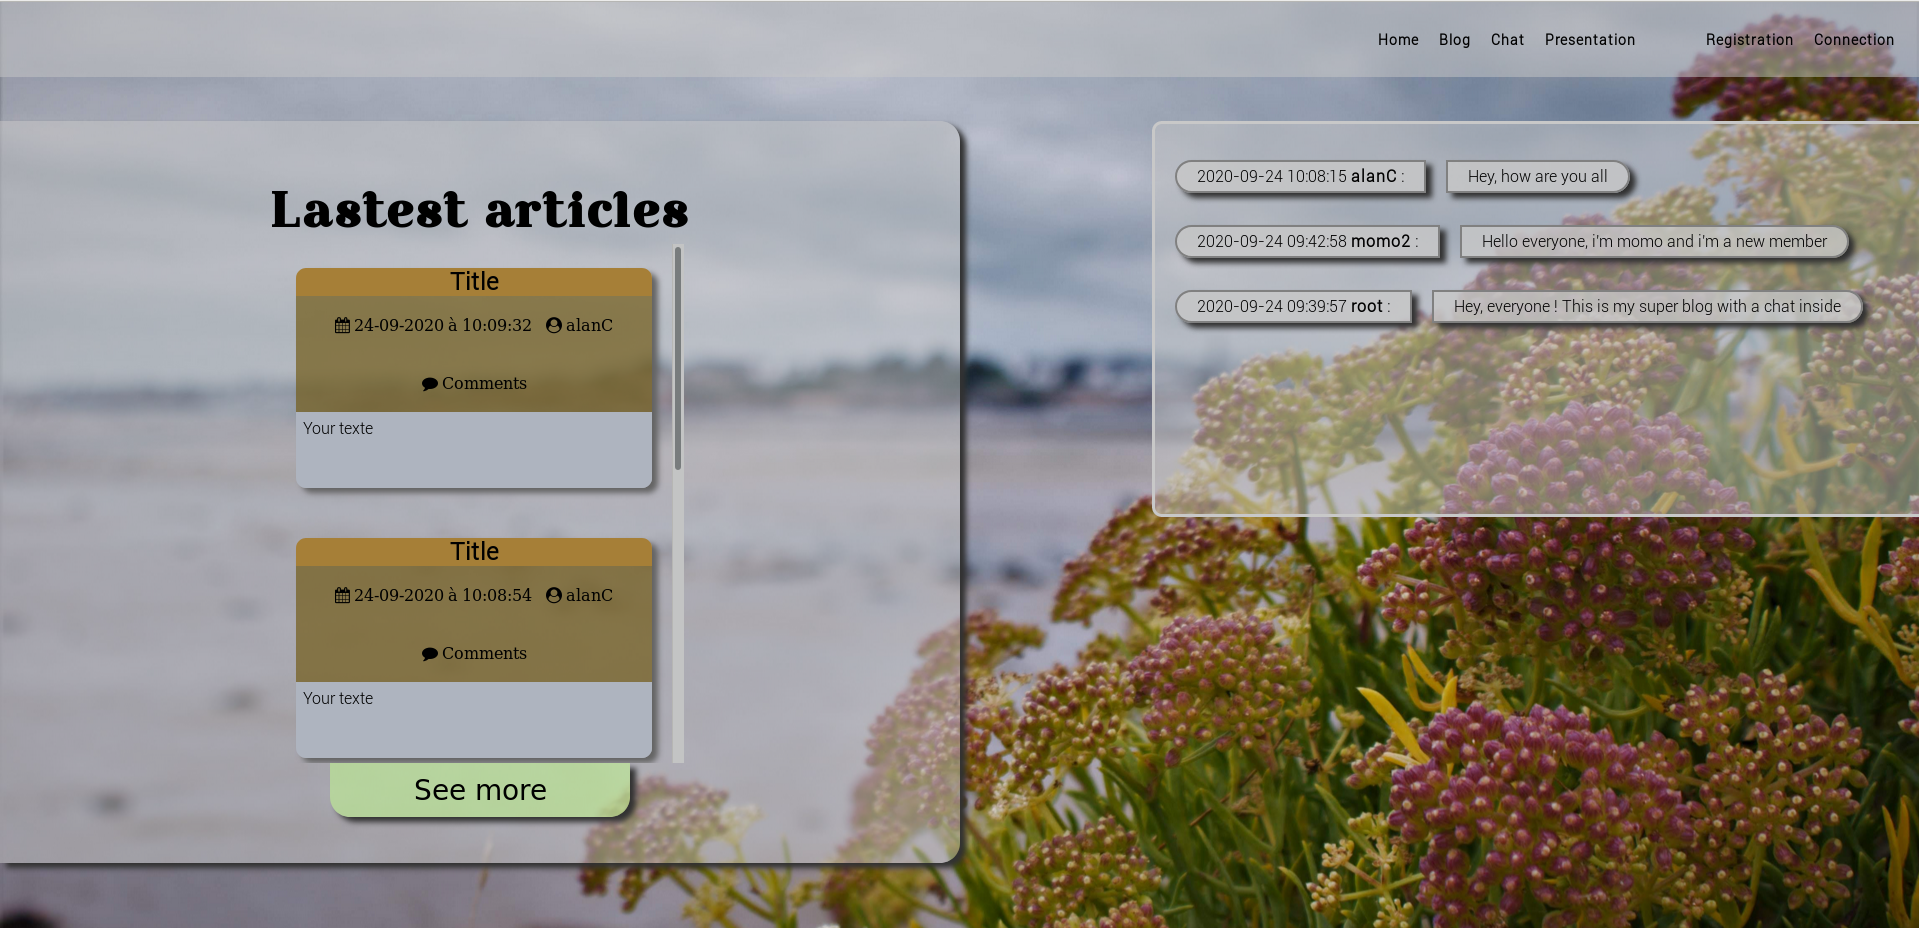 Home Blog Chat Presentation Registration Connection
Lastest articles
Title
24-09-2020 à 10:09:32 alanC
Comments
Your texte
Title
24-09-2020 à 10:08:54 alanC
Comments
Your texte
See more
2020-09-24 10:08:15 alanC : Hey, how are you all
2020-09-24 09:42:58 momo2 : Hello everyone, i'm momo and i'm a new member
2020-09-24 09:39:57 root : Hey, everyone ! This is my super blog with a chat inside